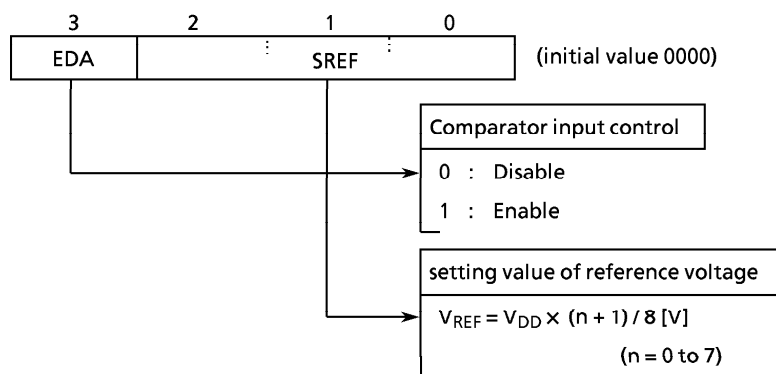 3 2 1 0
EDA SREF (initial value 0000)
Comparator input control
0 : Disable
1 : Enable
setting value of reference voltage
VREF = VDD × (n + 1) / 8 [V]
(n = 0 to 7)